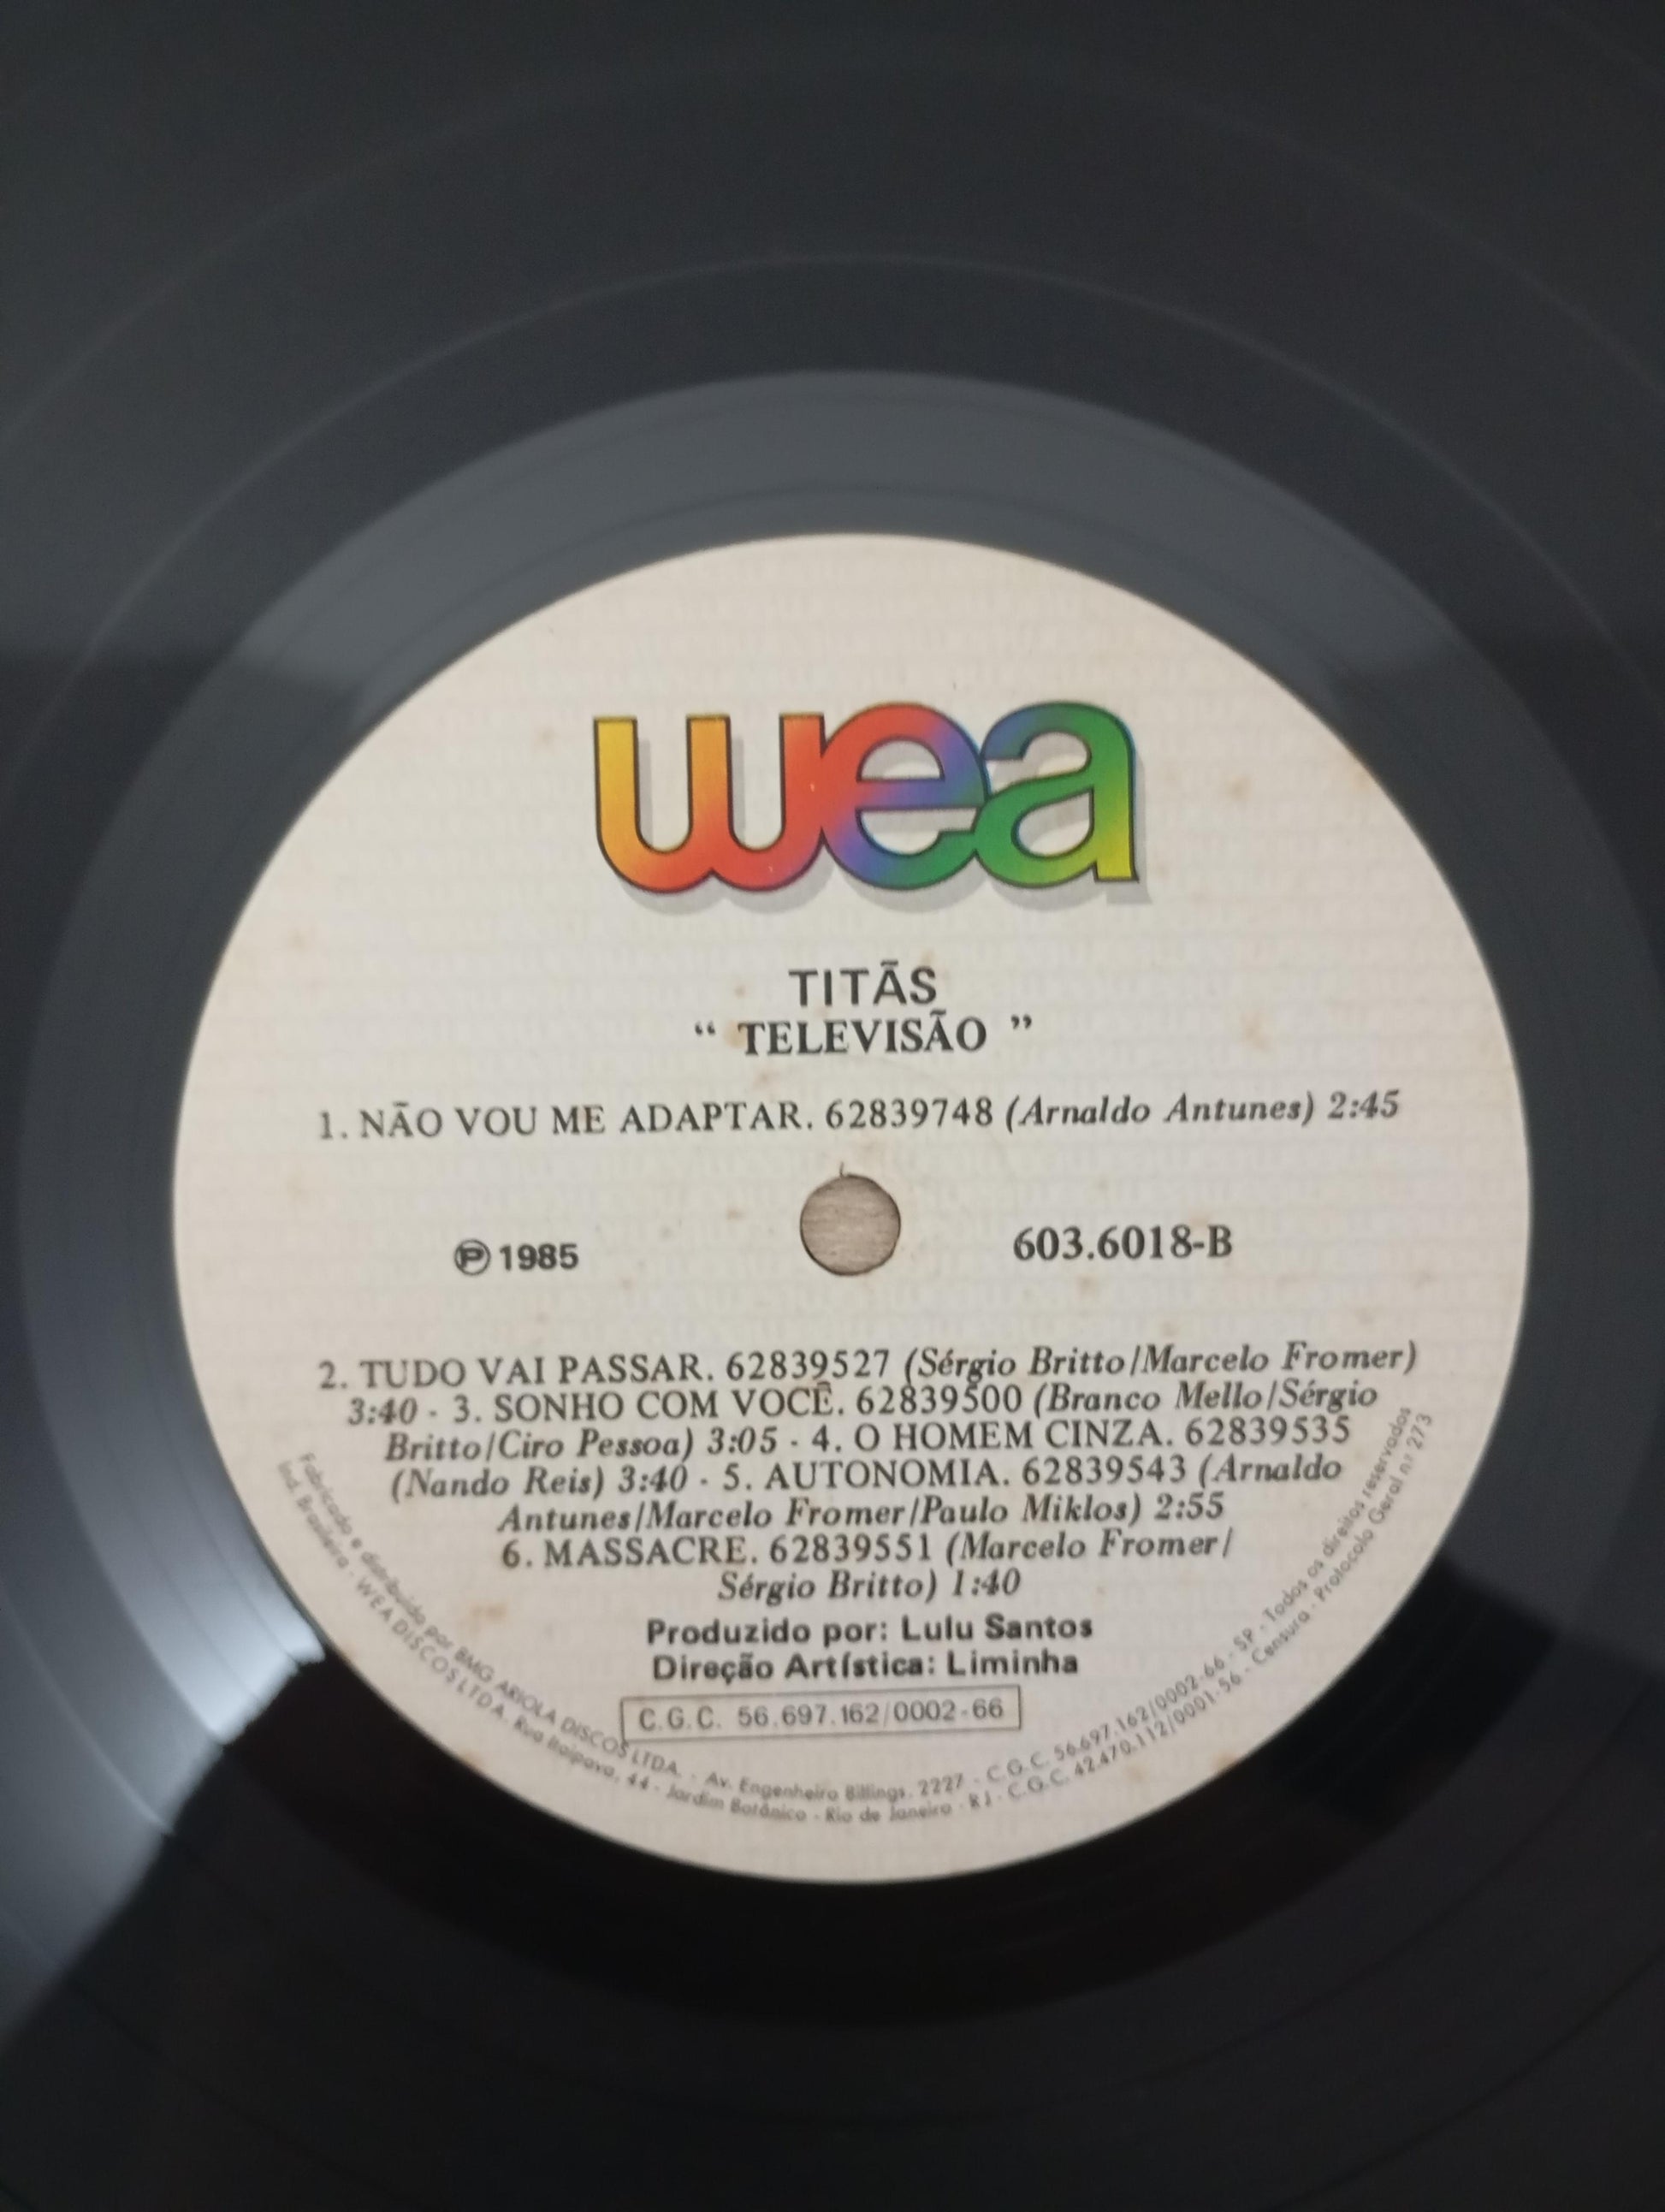 wea
TITÃS
“ TELEVISÃO ”
1. NÃO VOU ME ADAPTAR. 62839748 (Arnaldo Antunes) 2:45
Ⓟ 1985
603.6018-B
2. TUDO VAI PASSAR. 62839527 (Sérgio Britto/Marcelo Fromer)
3:40 - 3. SONHO COM VOCÊ. 62839500 (Branco Mello/Sérgio
Britto/Ciro Pessoa) 3:05 - 4. O HOMEM CINZA. 62839535
(Nando Reis) 3:40 - 5. AUTONOMIA. 62839543 (Arnaldo
Antunes/Marcelo Fromer/Paulo Miklos) 2:55
6. MASSACRE. 62839551 (Marcelo Fromer/
Sérgio Britto) 1:40
Produzido por: Lulu Santos
Direção Artística: Liminha
C.G.C. 56.697.162/0002-66
Fabricado e distribuído por BMG ARIOLA DISCOS LTDA. - Av. Engenheiro Billings, 2227 - C.G.C. 56.697.162/0002-66 - SP - Todos os direitos reservados
Ind. Brasileira - WEA DISCOS LTDA. Rua Itaipava, 44 - Jardim Botânico - Rio de Janeiro - RJ - C.G.C. 42.470.112/0001-56 - Censura - Protocolo Geral nº 273